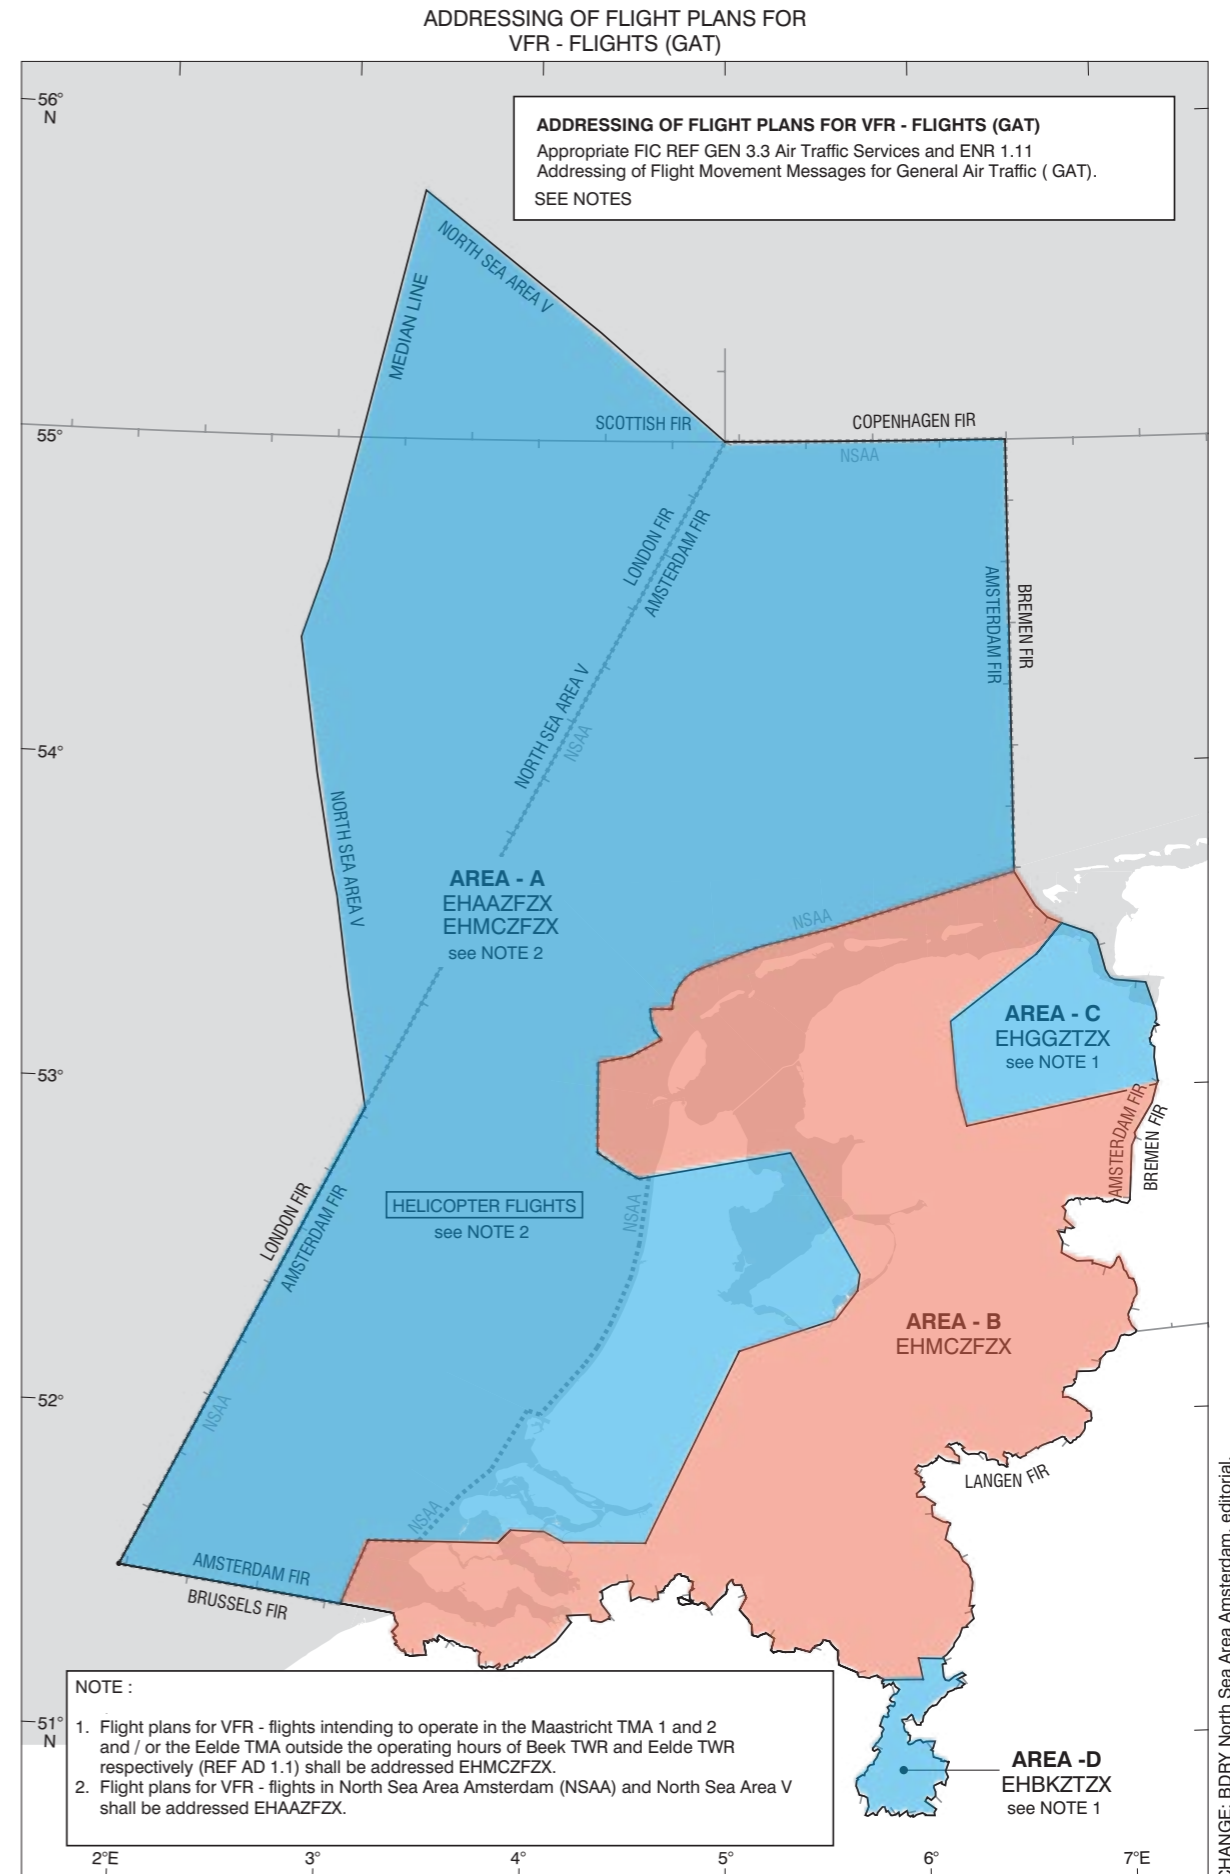 ADDRESSING OF FLIGHT PLANS FOR
VFR - FLIGHTS (GAT)
56°
N
ADDRESSING OF FLIGHT PLANS FOR VFR - FLIGHTS (GAT)
Appropriate FIC REF GEN 3.3 Air Traffic Services and ENR 1.11
Addressing of Flight Movement Messages for General Air Traffic ( GAT).
SEE NOTES
NORTH SEA AREA V
MEDIAN LINE
55°
SCOTTISH FIR
COPENHAGEN FIR
NSAA
LONDON FIR
AMSTERDAM FIR
AMSTERDAM FIR
BREMEN FIR
NORTH SEA AREA V
NSAA
54°
NORTH SEA AREA V
AREA - A
EHAAZFZX
EHMCZFZX
see NOTE 2
NSAA
AREA - C
EHGGZTZX
see NOTE 1
53°
AMSTERDAM FIR
BREMEN FIR
LONDON FIR
AMSTERDAM FIR
HELICOPTER FLIGHTS
see NOTE 2
NSAA
AREA - B
EHMCZFZX
52°
NSAA
LANGEN FIR
NSAA
AMSTERDAM FIR
BRUSSELS FIR
51°
N
NOTE :
1. Flight plans for VFR - flights intending to operate in the Maastricht TMA 1 and 2
and / or the Eelde TMA outside the operating hours of Beek TWR and Eelde TWR
respectively (REF AD 1.1) shall be addressed EHMCZFZX.
2. Flight plans for VFR - flights in North Sea Area Amsterdam (NSAA) and North Sea Area V
shall be addressed EHAAZFZX.
AREA -D
EHBKZTZX
see NOTE 1
2°E
3°
4°
5°
6°
7°E
CHANGE: BDRY North Sea Area Amsterdam, editorial.